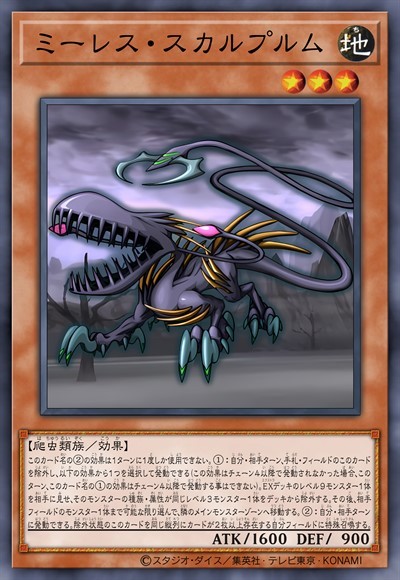 ミーレス・スカルプルム
地
【爬虫類族／効果】
このカード名の②の効果は1ターンに1度しか使用できない。①：自分・相手ターン、手札・フィールドのこのカード
を除外し、以下の効果から1つを選択して発動できる(この効果はチェーン4以降で発動されなかった場合、この
ターン、このカード名の①の効果はチェーン4以降で発動する事はできない)。EXデッキのレベル9モンスター1体
を相手に見せ、そのモンスターの種族・属性が同じレベル3モンスター1体をデッキから除外する。その後、相手
フィールドのモンスター1体まで可能な限り選んで、隣のメインモンスターゾーンへ移動する。②：自分・相手ターン
に発動できる。除外状態のこのカードを同じ縦列にカードが2枚以上存在する自分フィールドに特殊召喚する。
ATK/1600 DEF/ 900
©スタジオ・ダイス/集英社・テレビ東京・KONAMI